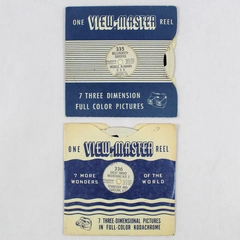 ONE VIEW-MASTER REEL
335
7 THREE DIMENSION
FULL COLOR PICTURES
ONE VIEW-MASTER REEL
336
7 MORE WONDERS OF THE WORLD
7 THREE-DIMENSIONAL PICTURES
IN FULL-COLOR KODACHROME